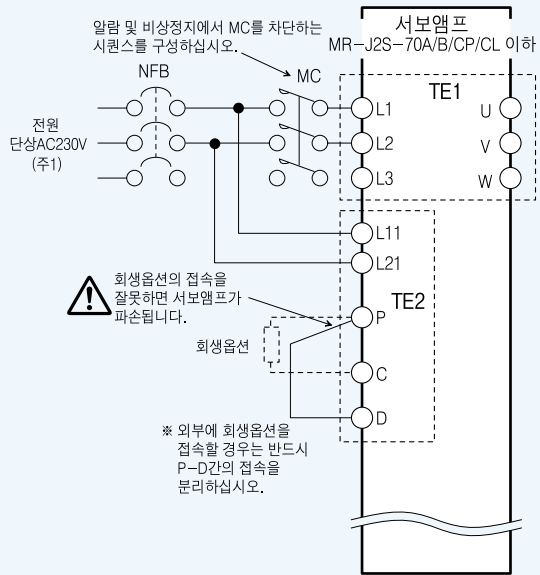 알람 및 비상정지에서 MC를 차단하는
시퀀스를 구성하십시오.
서보앰프
MR-J2S-70A/B/CP/CL 이하
NFB
MC
TE1
전원
단상AC230V
(주1)
L1
U
L2
V
L3
W
L11
L21
TE2
회생옵션의 접속을
잘못하면 서보앰프가
파손됩니다.
P
회생옵션
C
D
※ 외부에 회생옵션을
접속할 경우는 반드시
P-D간의 접속을
분리하십시오.